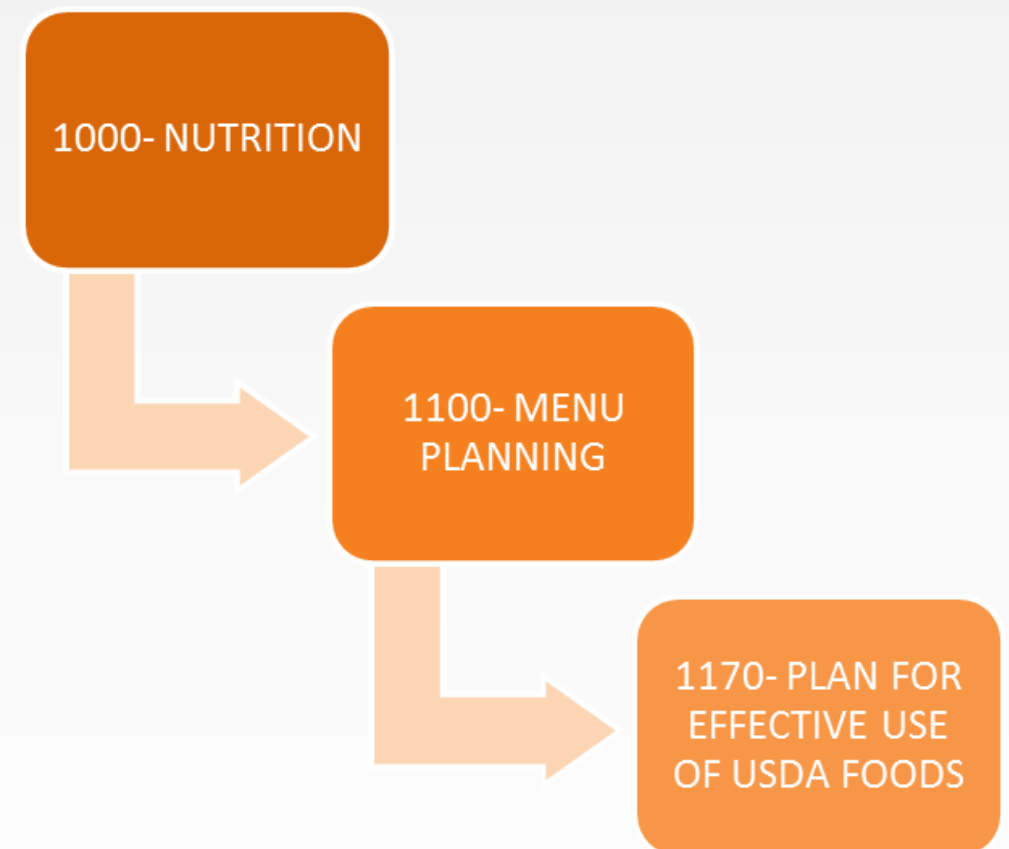 1000- NUTRITION
1100- MENU
PLANNING
1170- PLAN FOR
EFFECTIVE USE
OF USDA FOODS